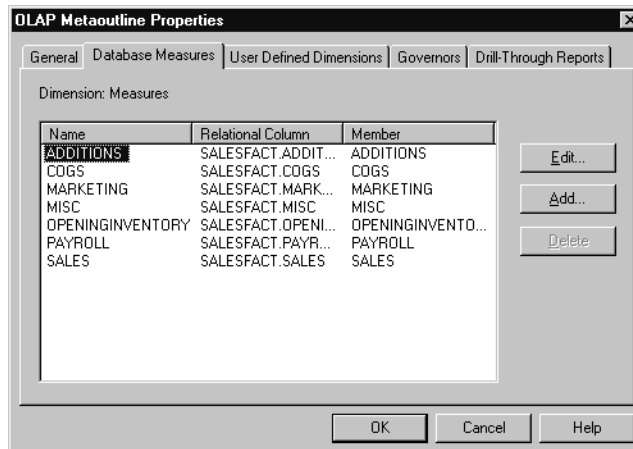 OLAP Metaoutline Properties
General Database Measures User Defined Dimensions Governors Drill-Through Reports
Dimension: Measures
Name Relational Column Member
ADDITIONS SALESFACT.ADDIT... ADDITIONS
COGS SALESFACT.COGS COGS
MARKETING SALESFACT.MARK... MARKETING
MISC SALESFACT.MISC MISC
OPENINGINVENTORY SALESFACT.OPENI... OPENINGINVENTO...
PAYROLL SALESFACT.PAYR... PAYROLL
SALES SALESFACT.SALES SALES
Edit...
Add...
Delete
OK Cancel Help